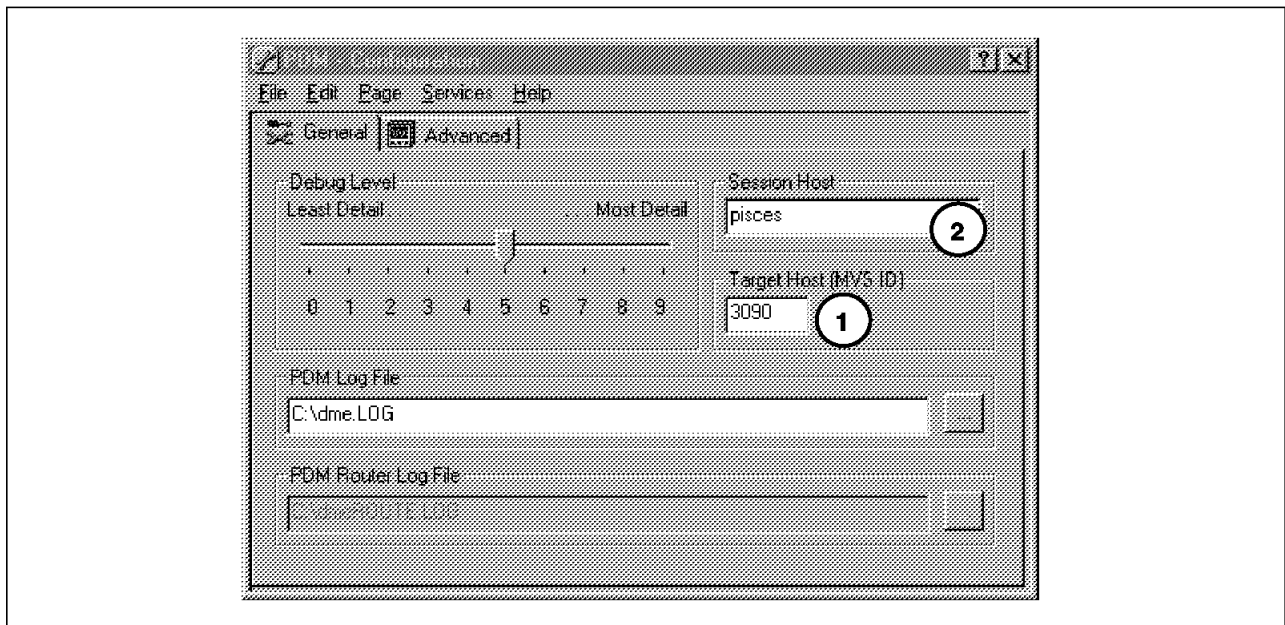 PDM - Configuration
File Edit Page Services Help
General Advanced
Debug Level
Least Detail . . . Most Detail
0 1 2 3 4 5 6 7 8 9
Session Host
pisces
2
Target Host (MVS ID)
3090
1
PDM Log File
C:\dme.LOG
...
PDM Router Log File
...